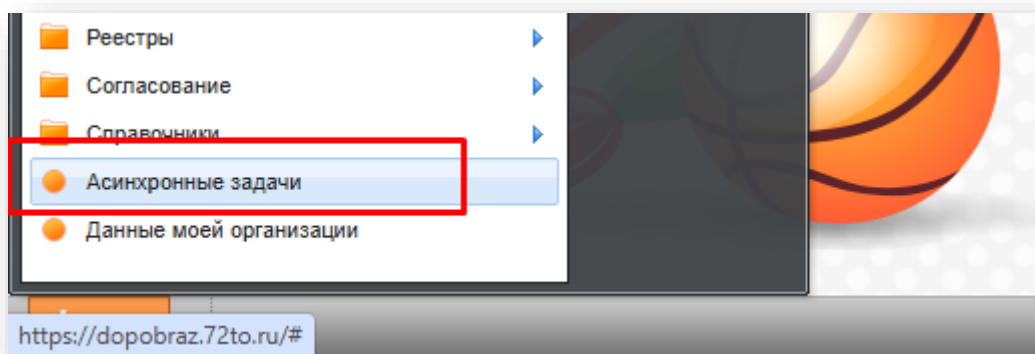 Реестры
Согласование
Справочники
Асинхронные задачи
Данные моей организации
https://dopobraz.72to.ru/#